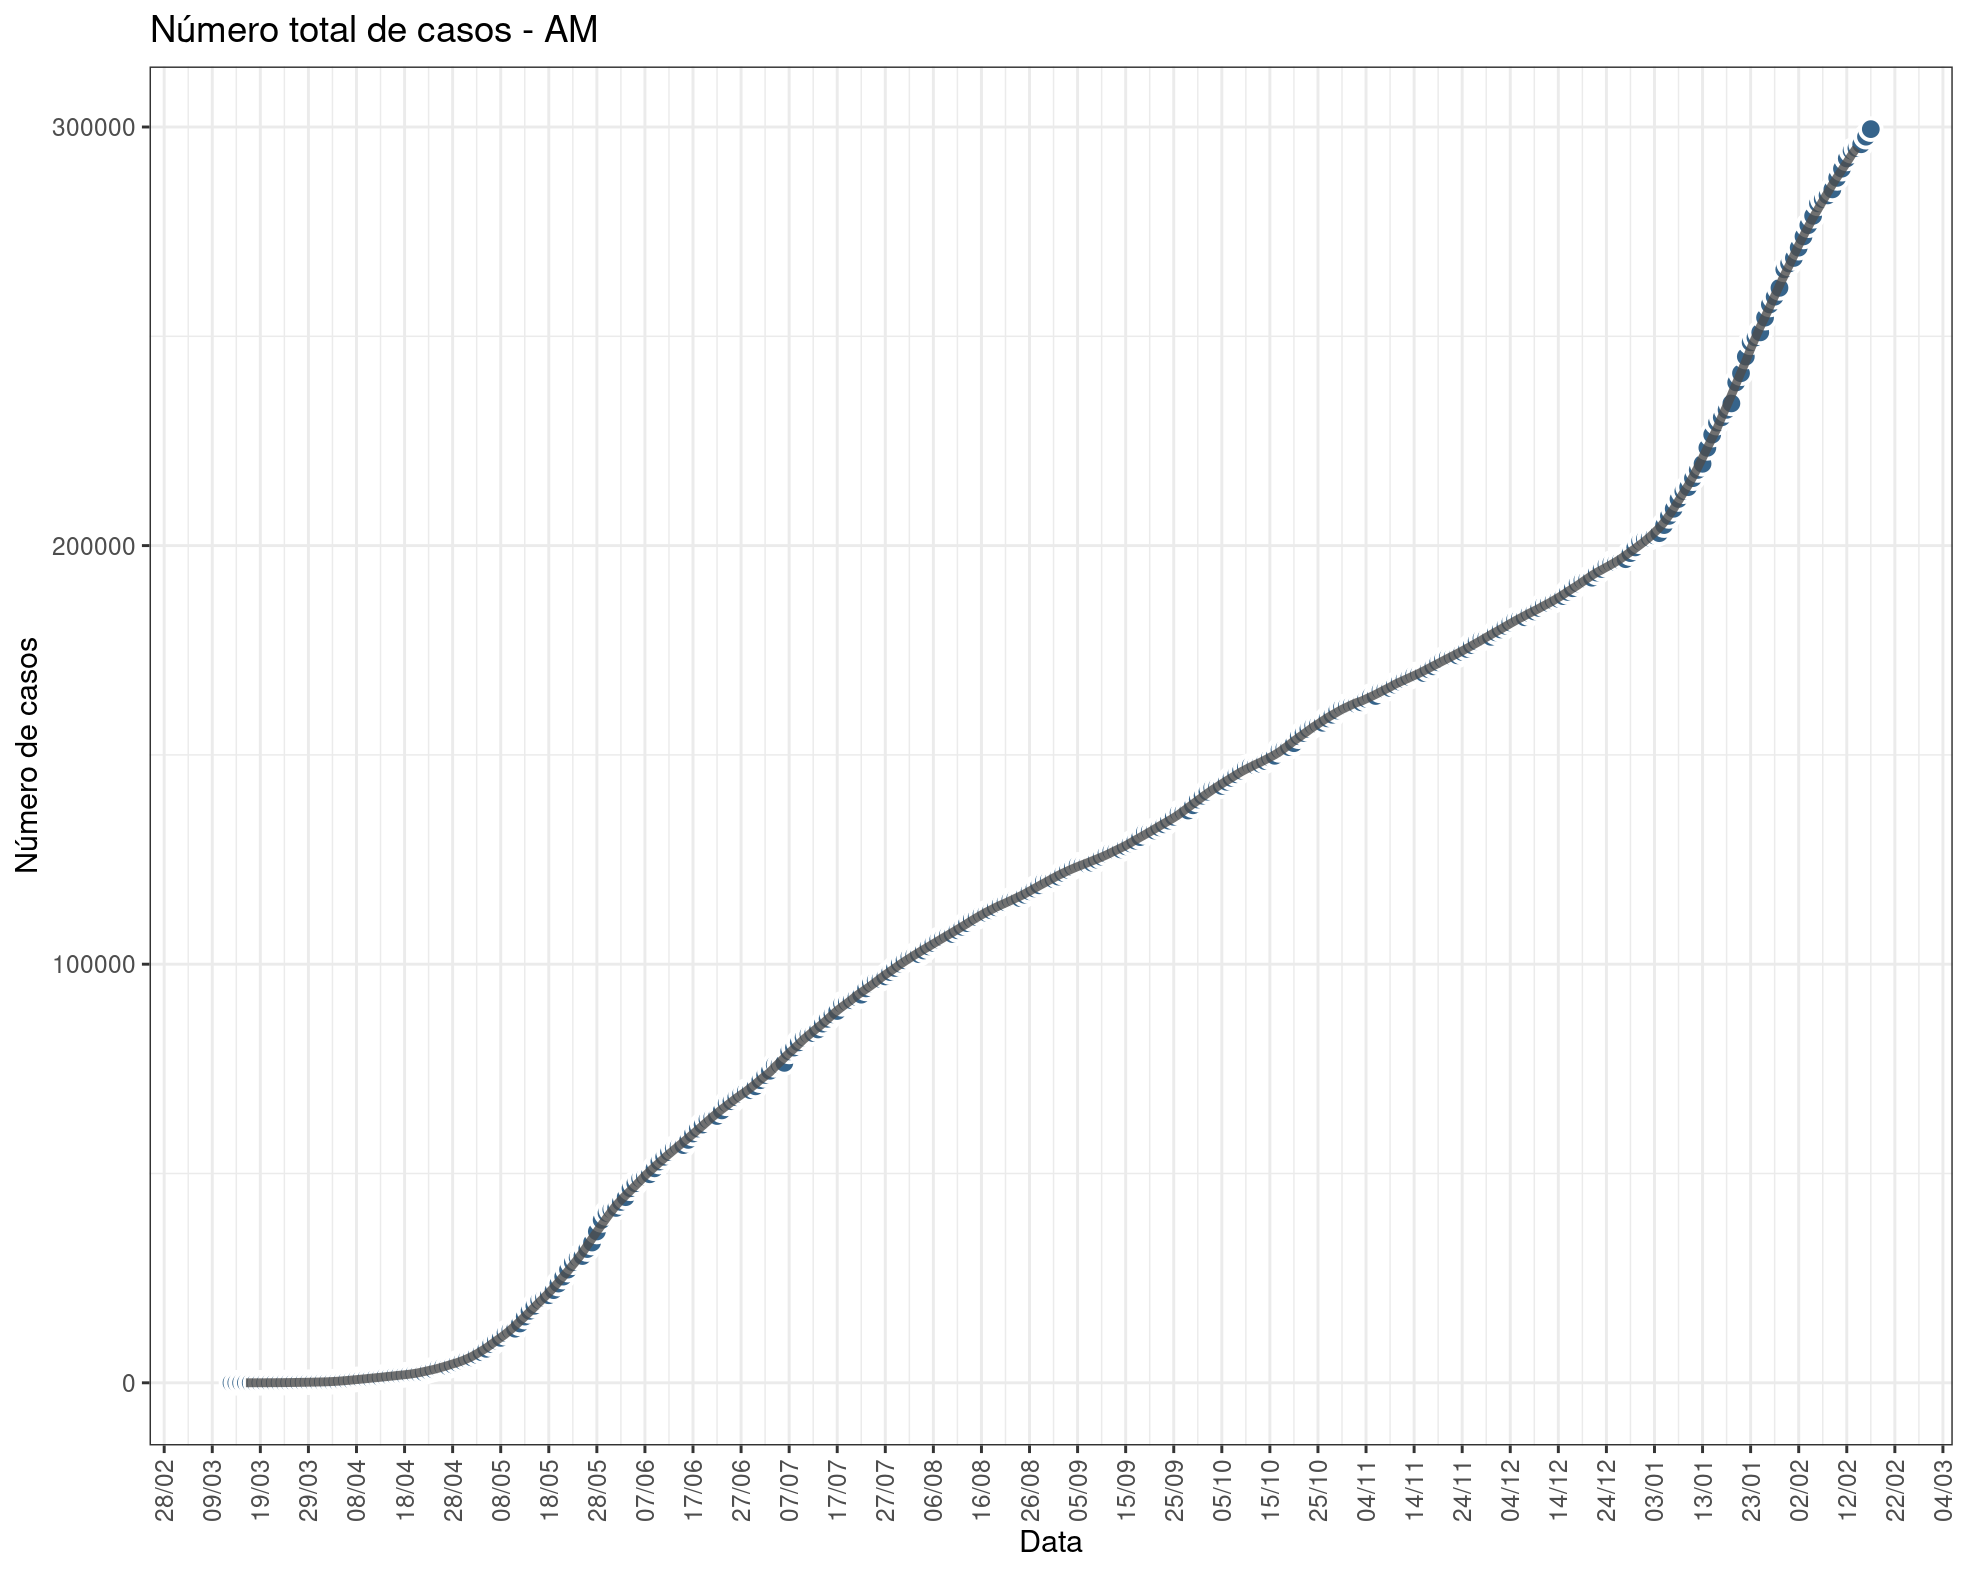 Número total de casos - AM
300000
200000
100000
0
Número de casos
28/02 09/03 19/03 29/03 08/04 18/04 28/04 08/05 18/05 28/05 07/06 17/06 27/06 07/07 17/07 27/07 06/08 16/08 26/08 05/09 15/09 25/09 05/10 15/10 25/10 04/11 14/11 24/11 04/12 14/12 24/12 03/01 13/01 23/01 02/02 12/02 22/02 04/03
Data